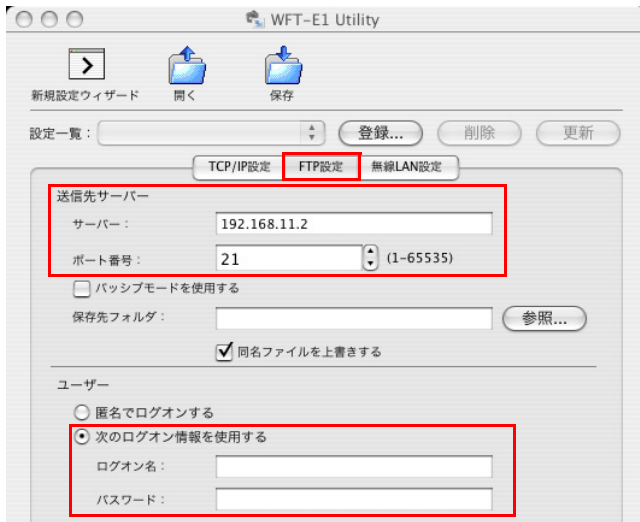 WFT-E1 Utility
新規設定ウィザード 開く 保存
設定一覧： 登録... 削除 更新
TCP/IP設定 FTP設定 無線LAN設定
送信先サーバー
サーバー： 192.168.11.2
ポート番号： 21 (1-65535)
パッシブモードを使用する
保存先フォルダ： 参照...
同名ファイルを上書きする
ユーザー
匿名でログオンする
次のログオン情報を使用する
ログオン名：
パスワード：